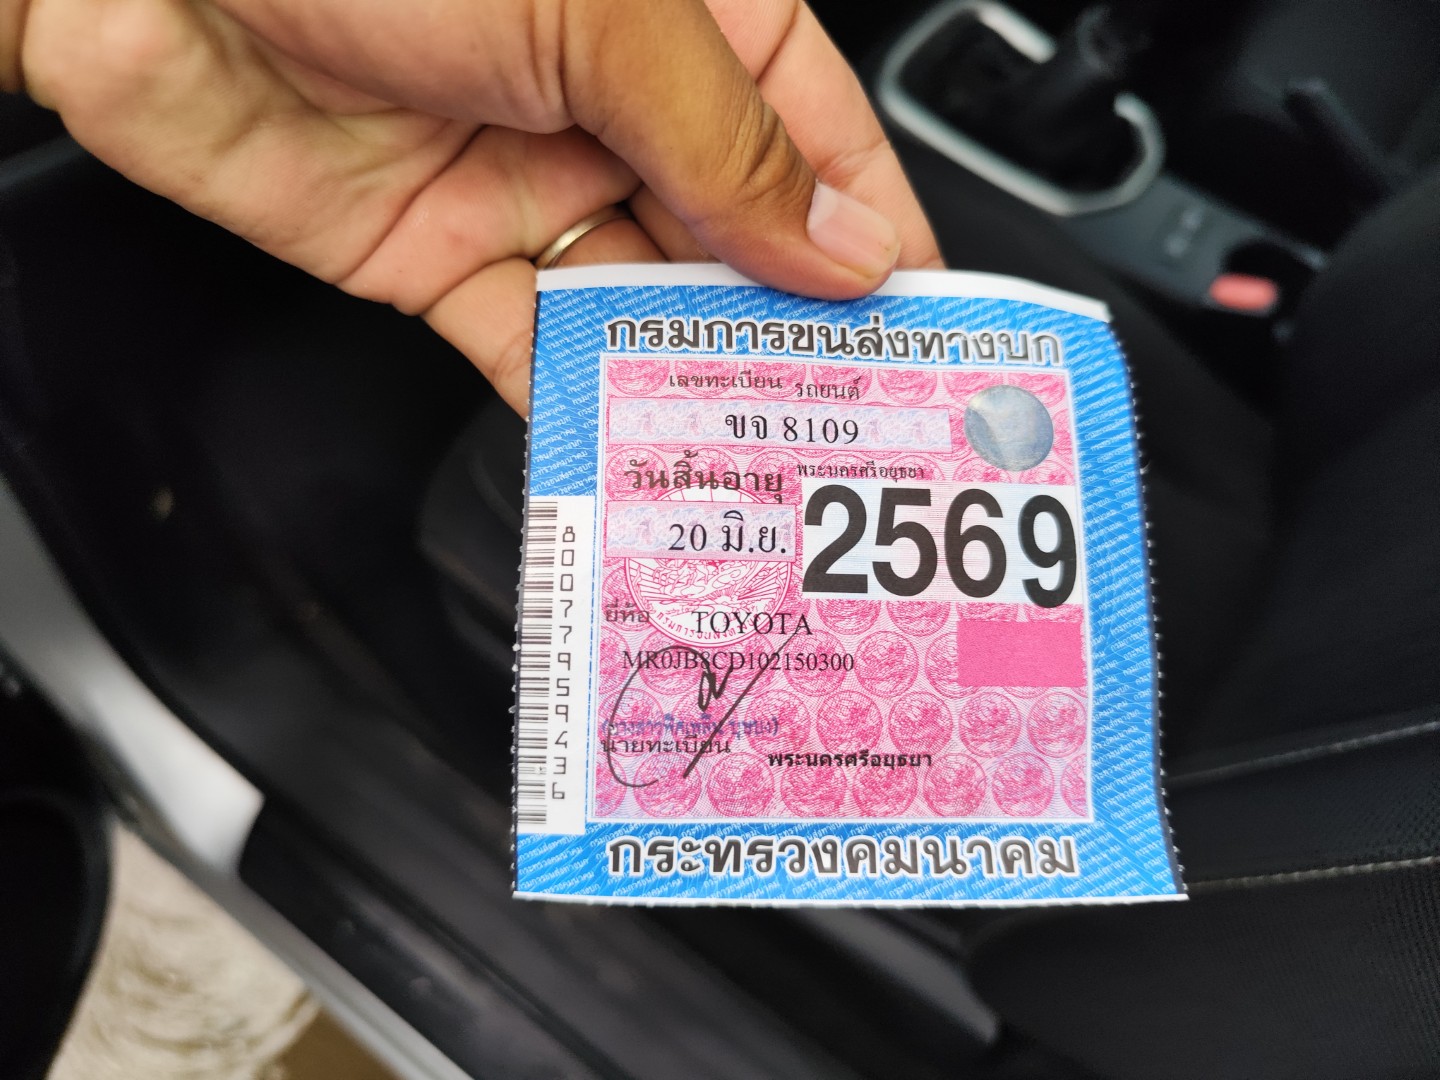 กรมการขนส่งทางบก
เลขทะเบียน รถยนต์
ขจ 8109
วันสิ้นอายุ พระนครศรีอยุธยา
20 มิ.ย. 2569
ยี่ห้อ TOYOTA
MR0JB8CD102150300
นายทะเบียน พระนครศรีอยุธยา
กระทรวงคมนาคม
8007795943 6